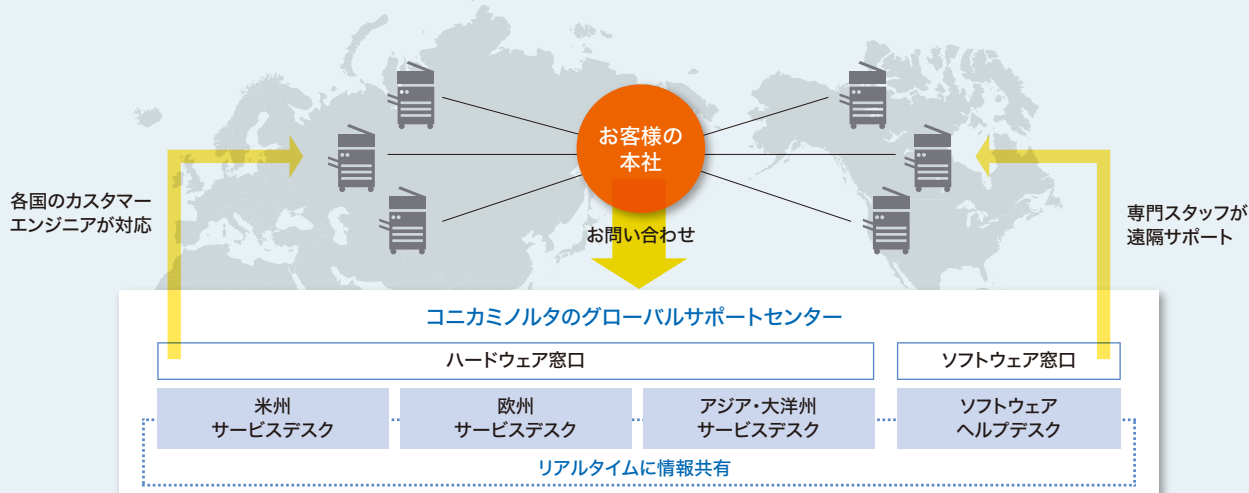 お客様の
本社
各国のカスタマー
エンジニアが対応
お問い合わせ
専門スタッフが
遠隔サポート
コニカミノルタのグローバルサポートセンター
ハードウェア窓口
ソフトウェア窓口
米州
サービスデスク
欧州
サービスデスク
アジア・大洋州
サービスデスク
ソフトウェア
ヘルプデスク
リアルタイムに情報共有